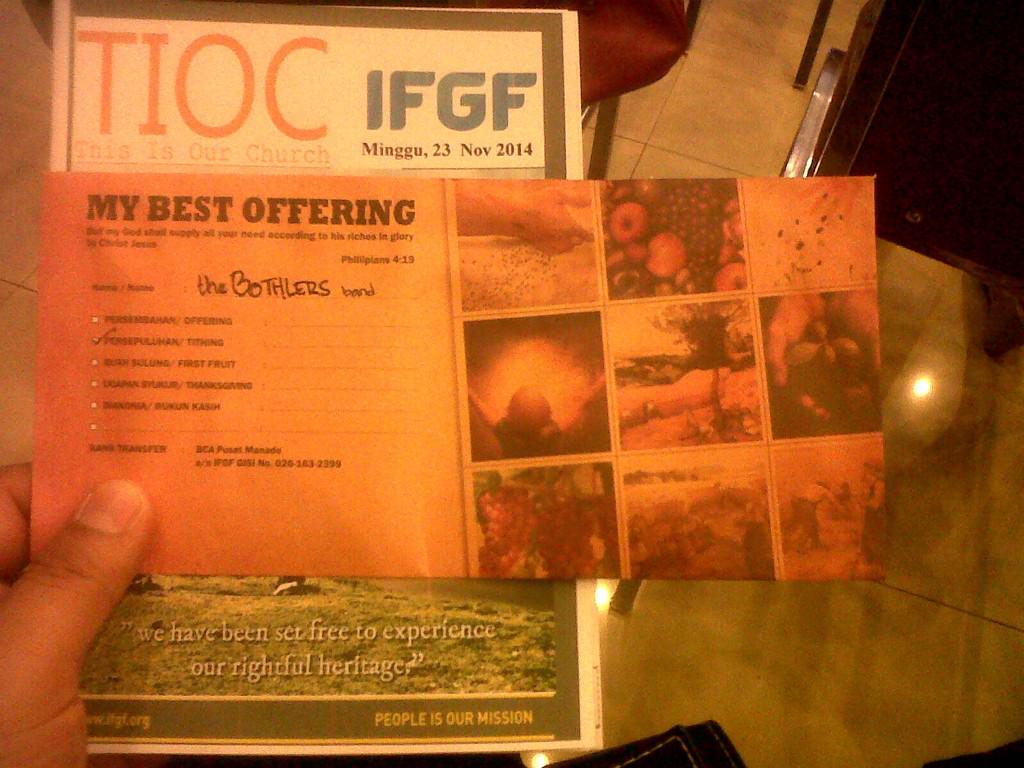 TIOC
This Is Our Church
IFGF
Minggu, 23 Nov 2014
MY BEST OFFERING
But my God shall supply all your need according to his riches in glory
to Christ Jesus
Philipians 4:19
Nama / Name : the BOTHLERS band
PERSEMBAHAN/ OFFERING
PERSEPULUHAN/ TITHING
BUAH SULUNG/ FIRST FRUIT
UCAPAN SYUKUR/ THANKSGIVING
DIAKONIA/ RUKUN KASIH
BANK TRANSFER BCA Pusat Manado
a/n IFGF GISI No. 026-163-2399
"we have been set free to experience
our rightful heritage."
www.ifgf.org PEOPLE IS OUR MISSION